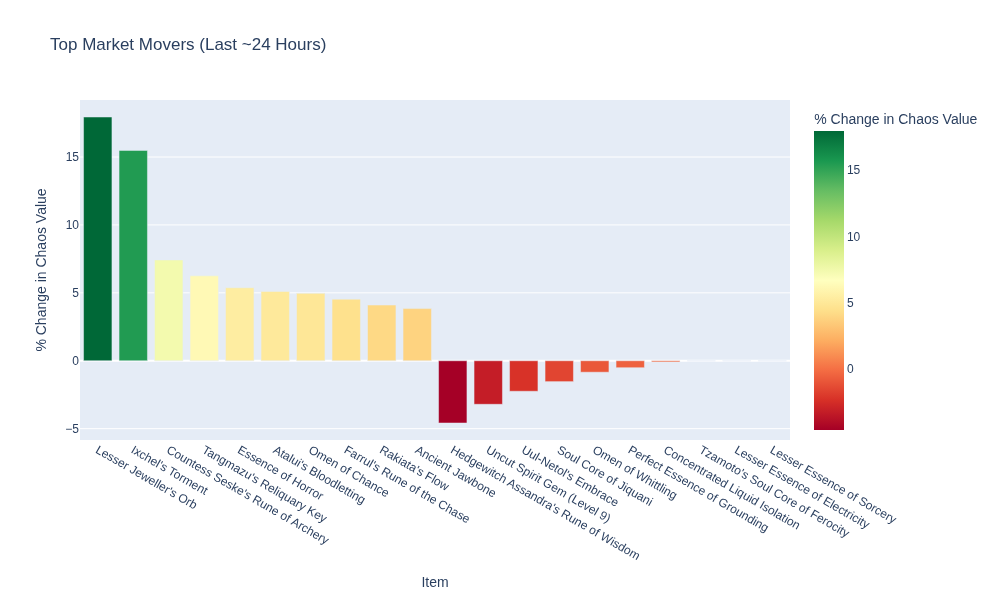 Top Market Movers (Last ~24 Hours)
% Change in Chaos Value
15
10
5
0
−5
% Change in Chaos Value
15
10
5
0
Lesser Jeweller's Orb
Ixchel's Torment
Countess Seske's Rune of Archery
Tangmazu's Reliquary Key
Essence of Horror
Atalui's Bloodletting
Omen of Chance
Farrul's Rune of the Chase
Rakiata's Flow
Ancient Jawbone
Hedgewitch Assandra's Rune of Wisdom
Uncut Spirit Gem (Level 9)
Uul-Netol's Embrace
Soul Core of Jiquani
Omen of Whittling
Perfect Essence of Grounding
Concentrated Liquid Isolation
Tzamoto's Soul Core of Ferocity
Lesser Essence of Electricity
Lesser Essence of Sorcery
Item